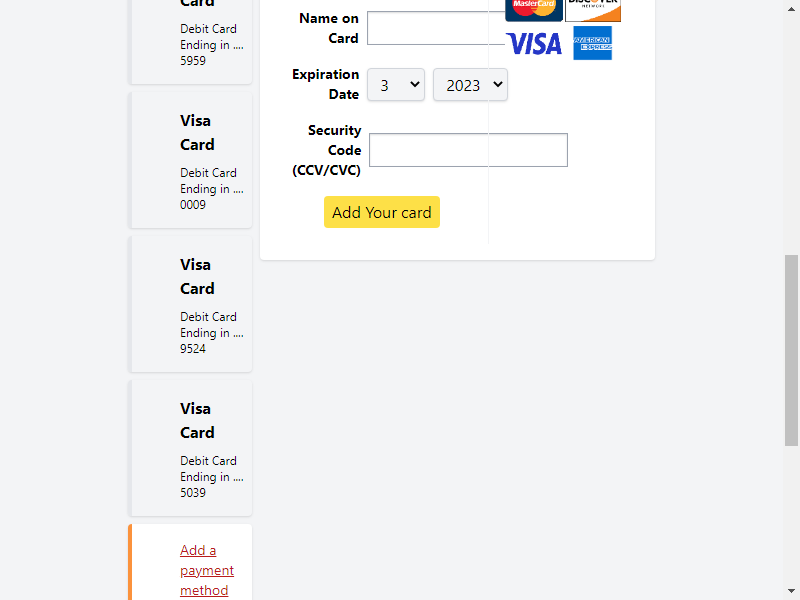 Card
Debit Card
Ending in ....
5959
Visa
Card
Debit Card
Ending in ....
0009
Visa
Card
Debit Card
Ending in ....
9524
Visa
Card
Debit Card
Ending in ....
5039
Add a
payment
method
Name on
Card
MasterCard
DISCOVER
NETWORK
VISA
AMERICAN
EXPRESS
Expiration
Date
3
2023
Security
Code
(CCV/CVC)
Add Your card